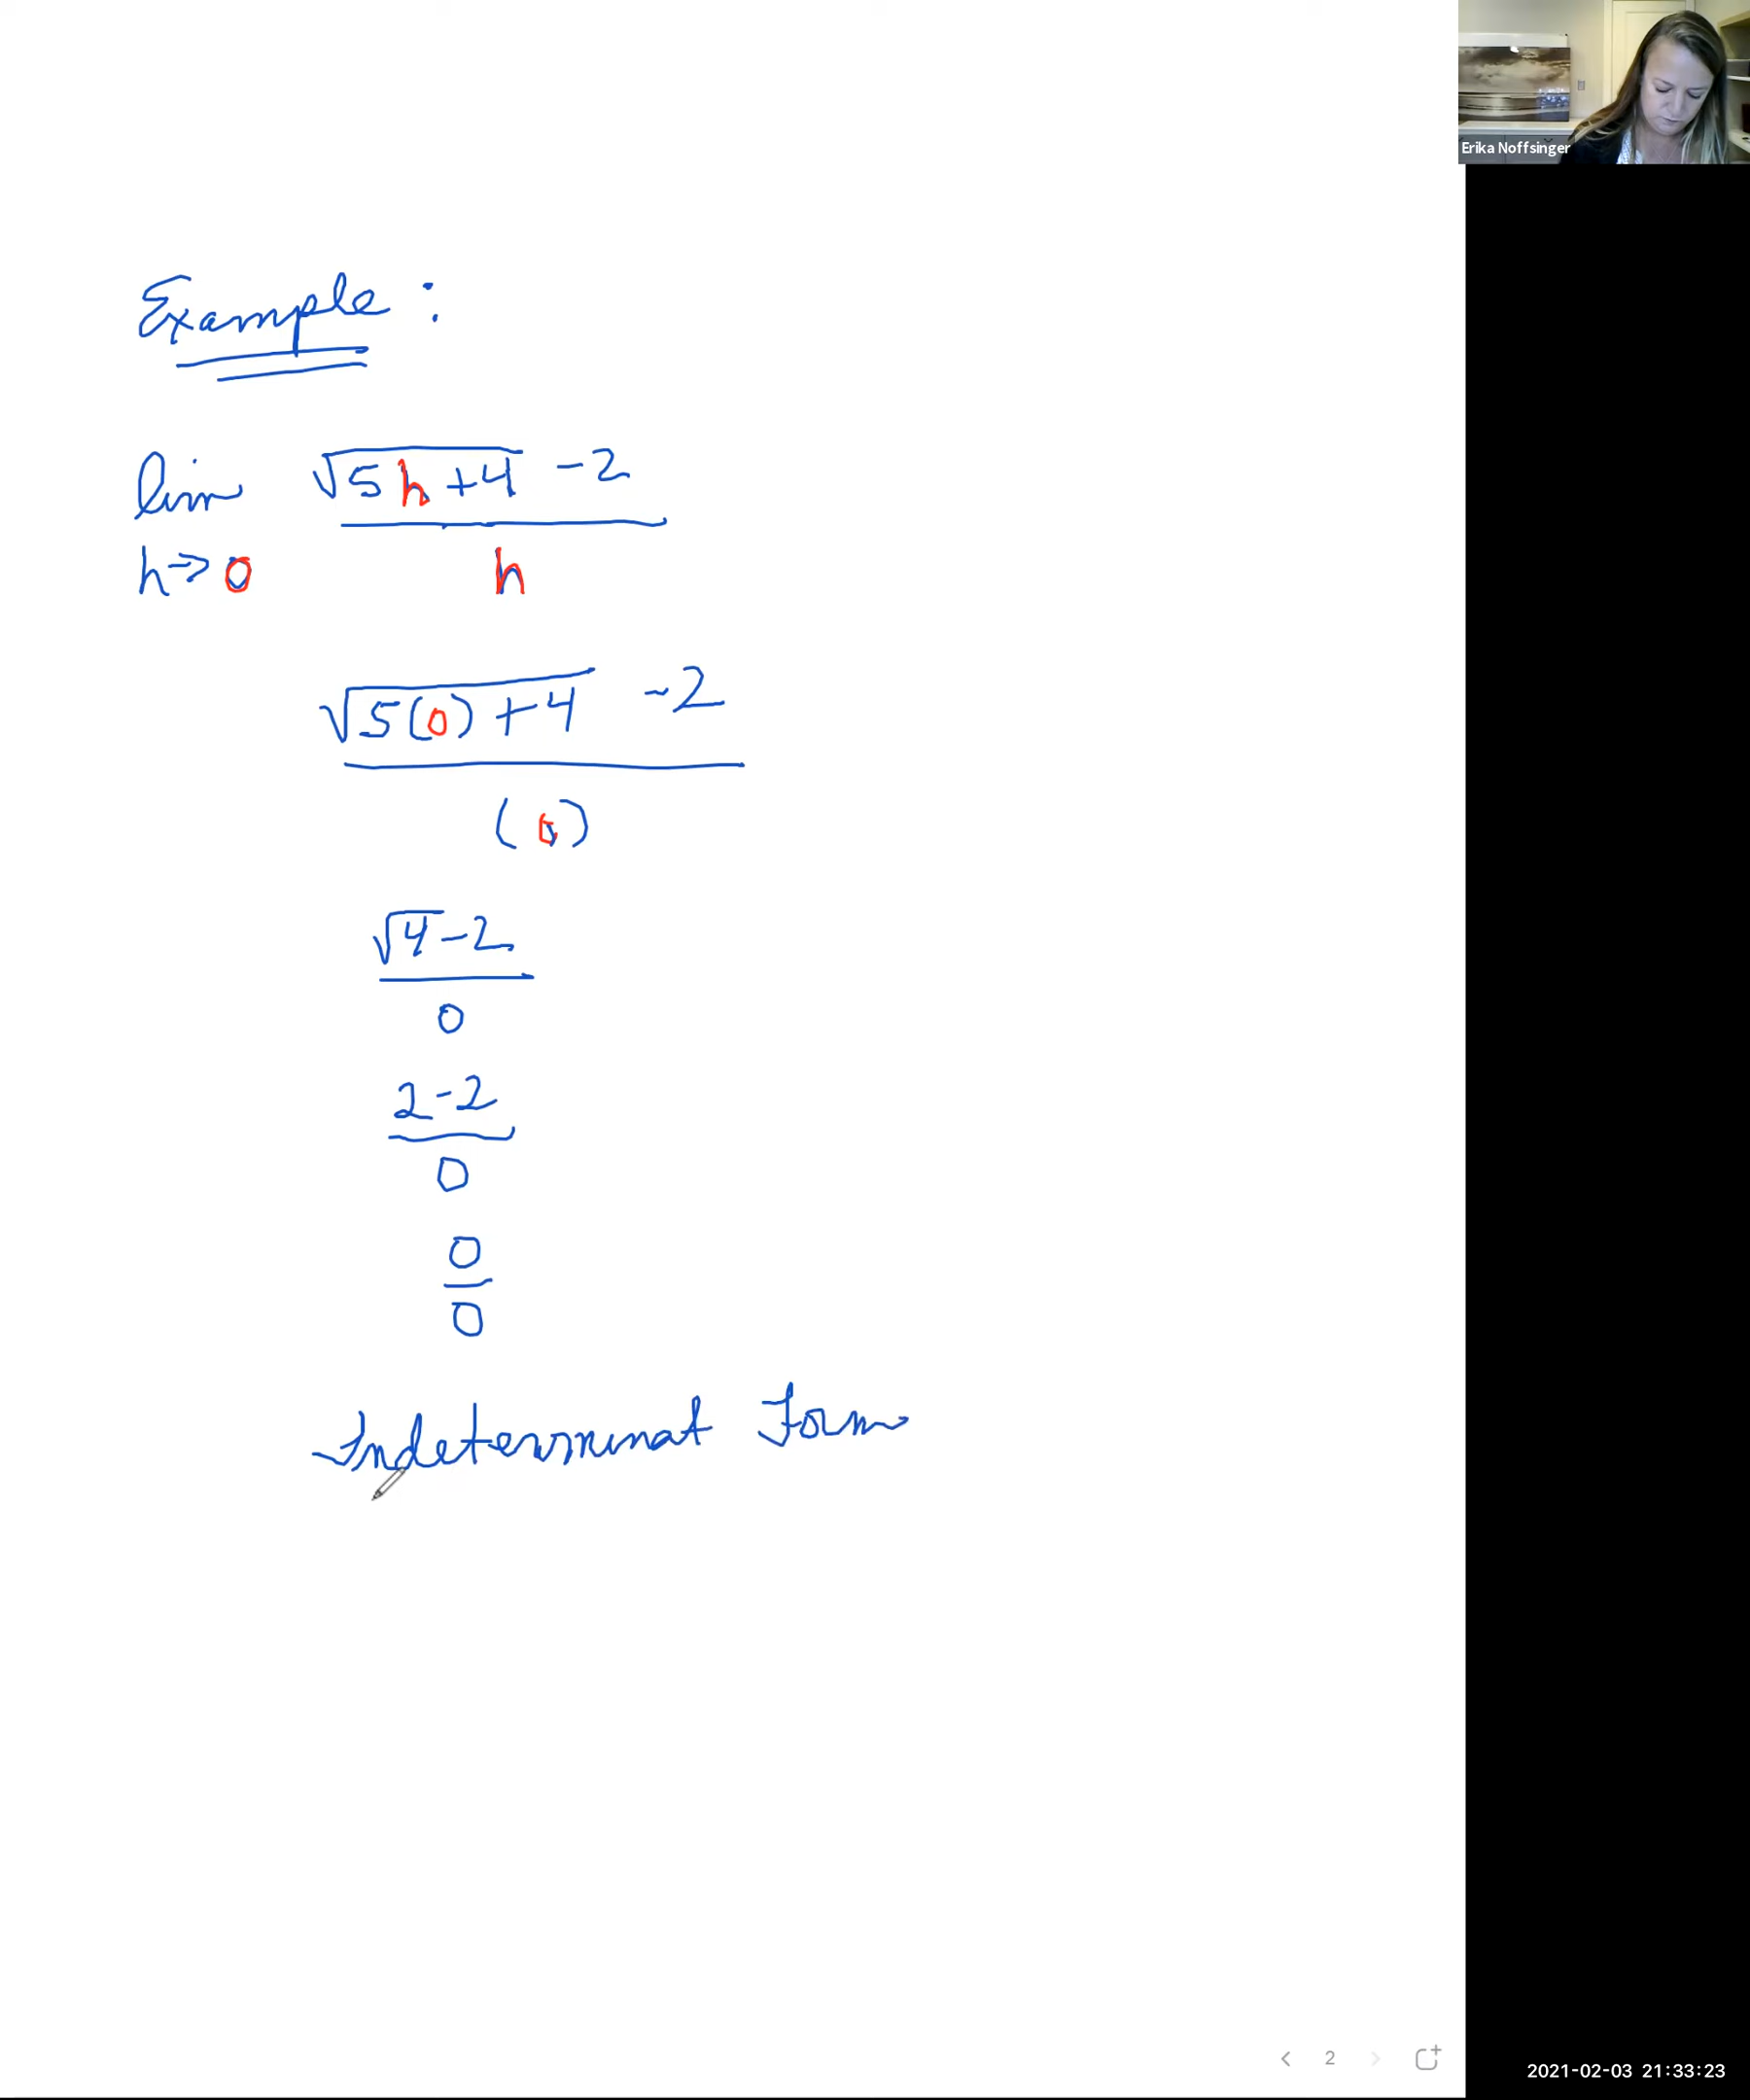 Example:
lim √5h+4 -2
h→0 h
√5(0)+4 -2
(0)
√4-2
0
2-2
0
0
0
Indeterminat Form
Erika Noffsinger
2
2021-02-03 21:33:23